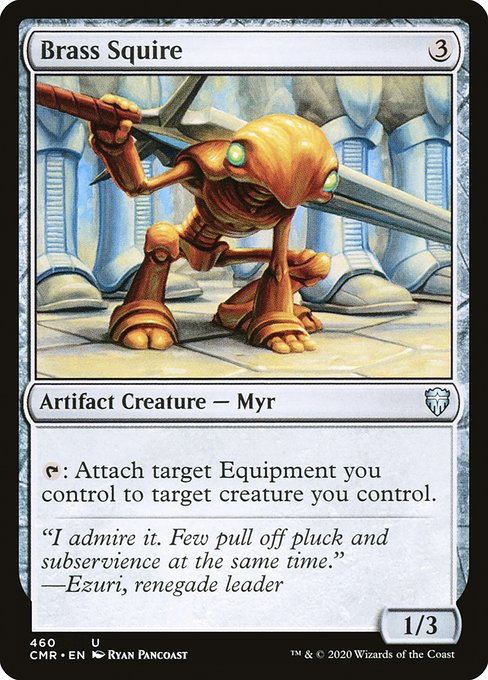 Brass Squire 3
Artifact Creature — Myr
: Attach target Equipment you
control to target creature you control.
“I admire it. Few pull off pluck and
subservience at the same time.”
—Ezuri, renegade leader
1/3
460 U
CMR • EN Ryan Pancoast
™ & © 2020 Wizards of the Coast